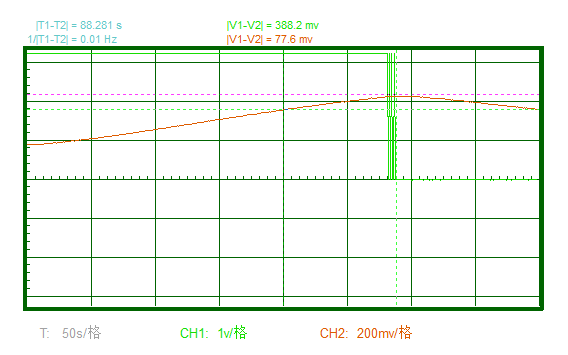 |T1-T2| = 88.281 s |V1-V2| = 388.2 mv
1/|T1-T2| = 0.01 Hz |V1-V2| = 77.6 mv
T: 50s/格 CH1: 1v/格 CH2: 200mv/格